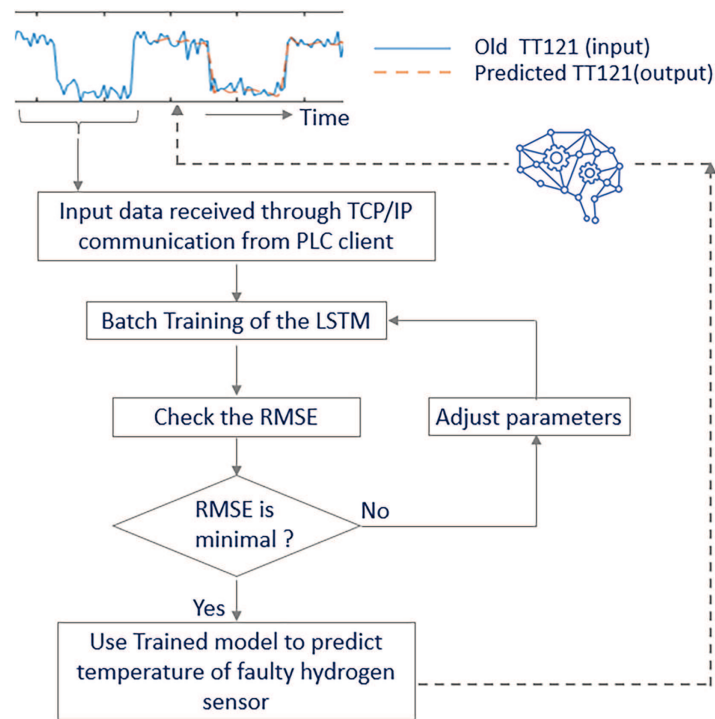 Old TT121 (input)
Predicted TT121(output)
Time
Input data received through TCP/IP
communication from PLC client
Batch Training of the LSTM
Check the RMSE
Adjust parameters
RMSE is
minimal ?
No
Yes
Use Trained model to predict
temperature of faulty hydrogen
sensor